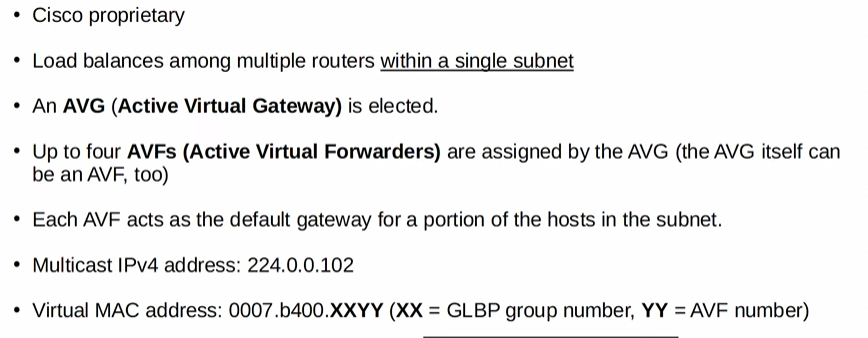 • Cisco proprietary
• Load balances among multiple routers within a single subnet
• An AVG (Active Virtual Gateway) is elected.
• Up to four AVFs (Active Virtual Forwarders) are assigned by the AVG (the AVG itself can
be an AVF, too)
• Each AVF acts as the default gateway for a portion of the hosts in the subnet.
• Multicast IPv4 address: 224.0.0.102
• Virtual MAC address: 0007.b400.XXYY (XX = GLBP group number, YY = AVF number)